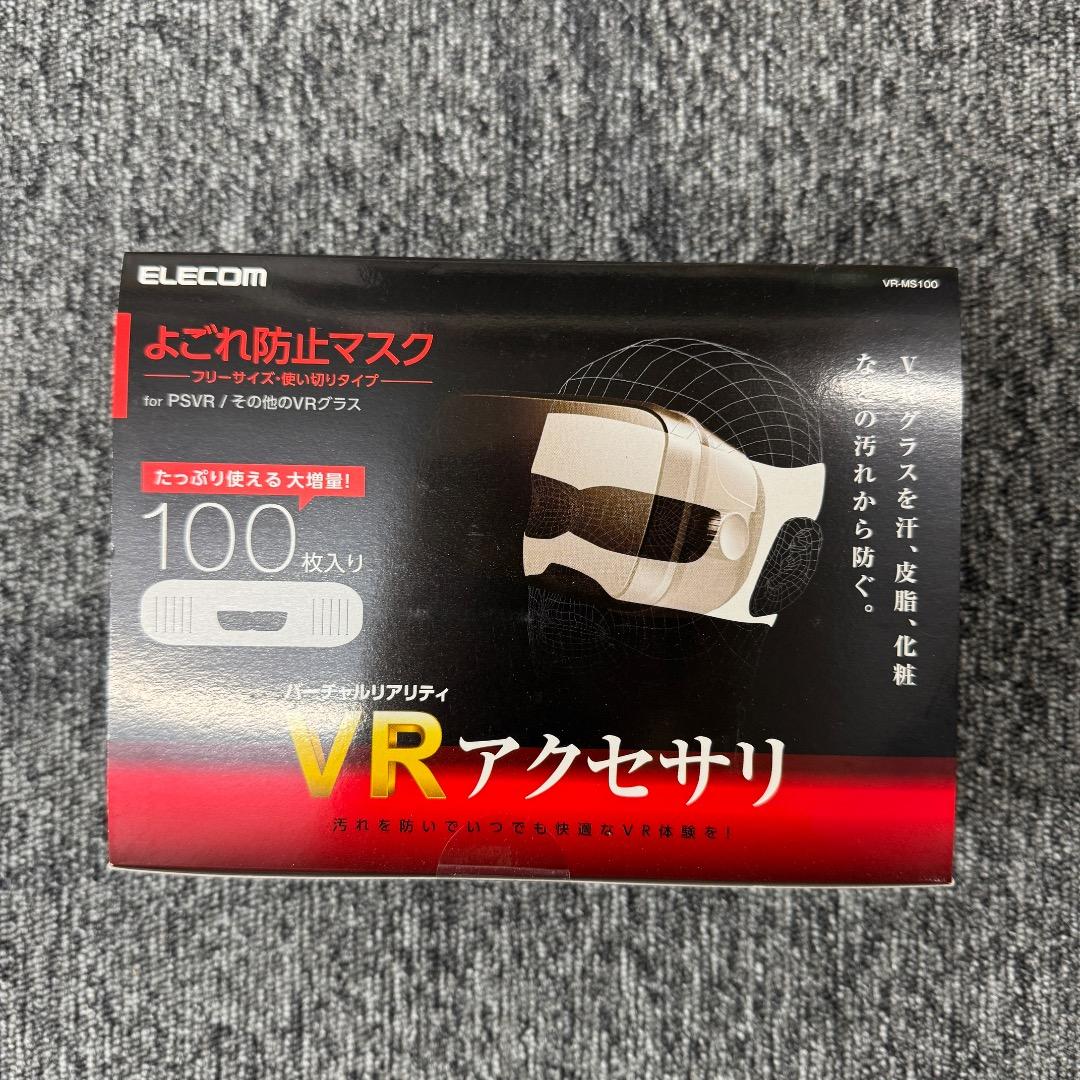 ELECOM
VR-MS100
よごれ防止マスク
フリーサイズ・使い切りタイプ
for PSVR / その他のVRグラス
たっぷり使える 大増量!
100枚入り
V グラスを汗、皮脂、化粧
な の汚れから防ぐ。
バーチャルリアリティ
VRアクセサリ
汚れを防いでいつでも快適なVR体験を!